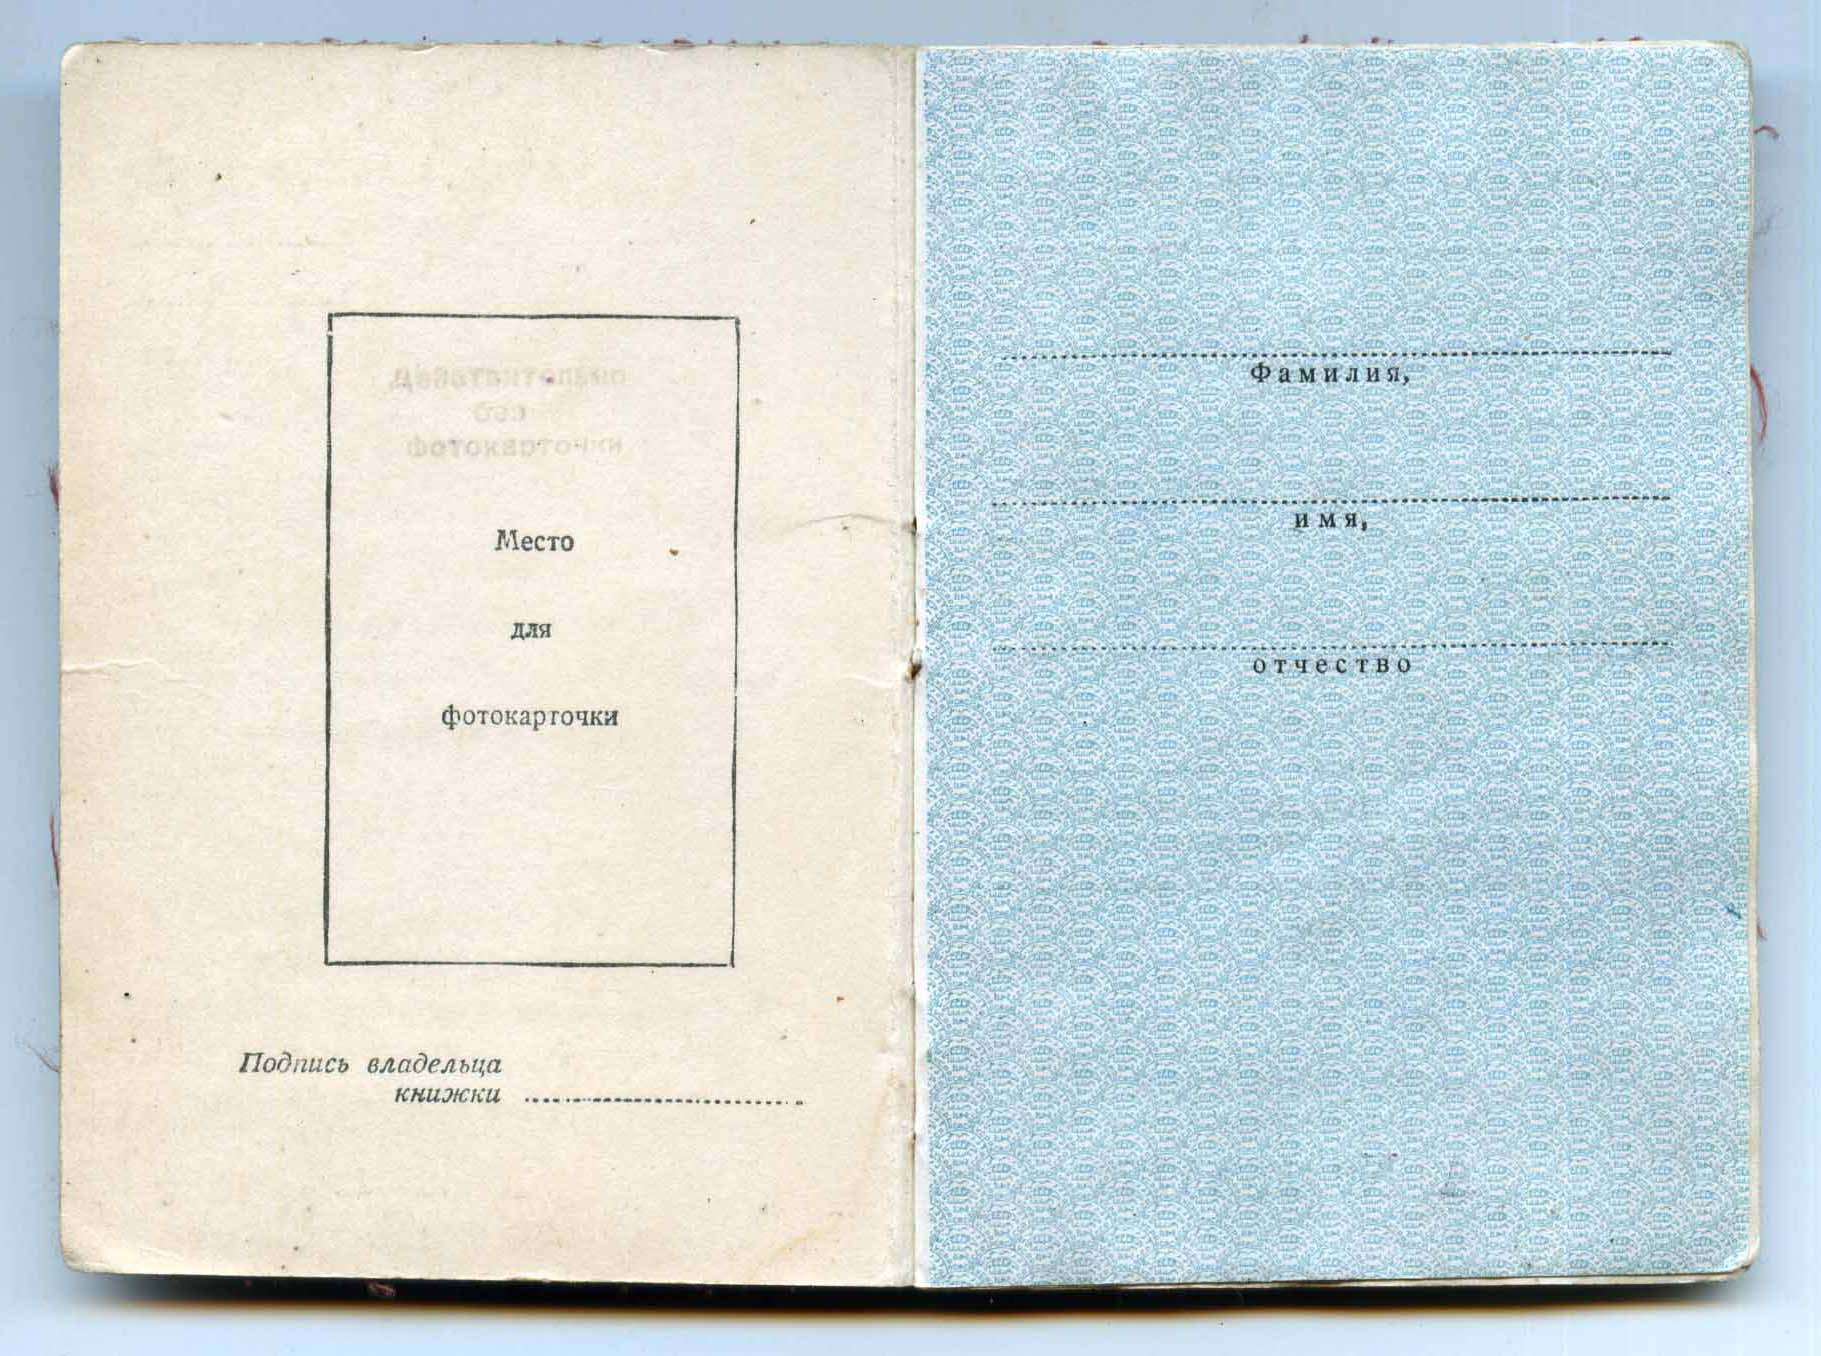 Действительно
без
фотокарточки
Место
для
фотокарточки
Подпись владельца
книжки
Фамилия,
имя,
отчество